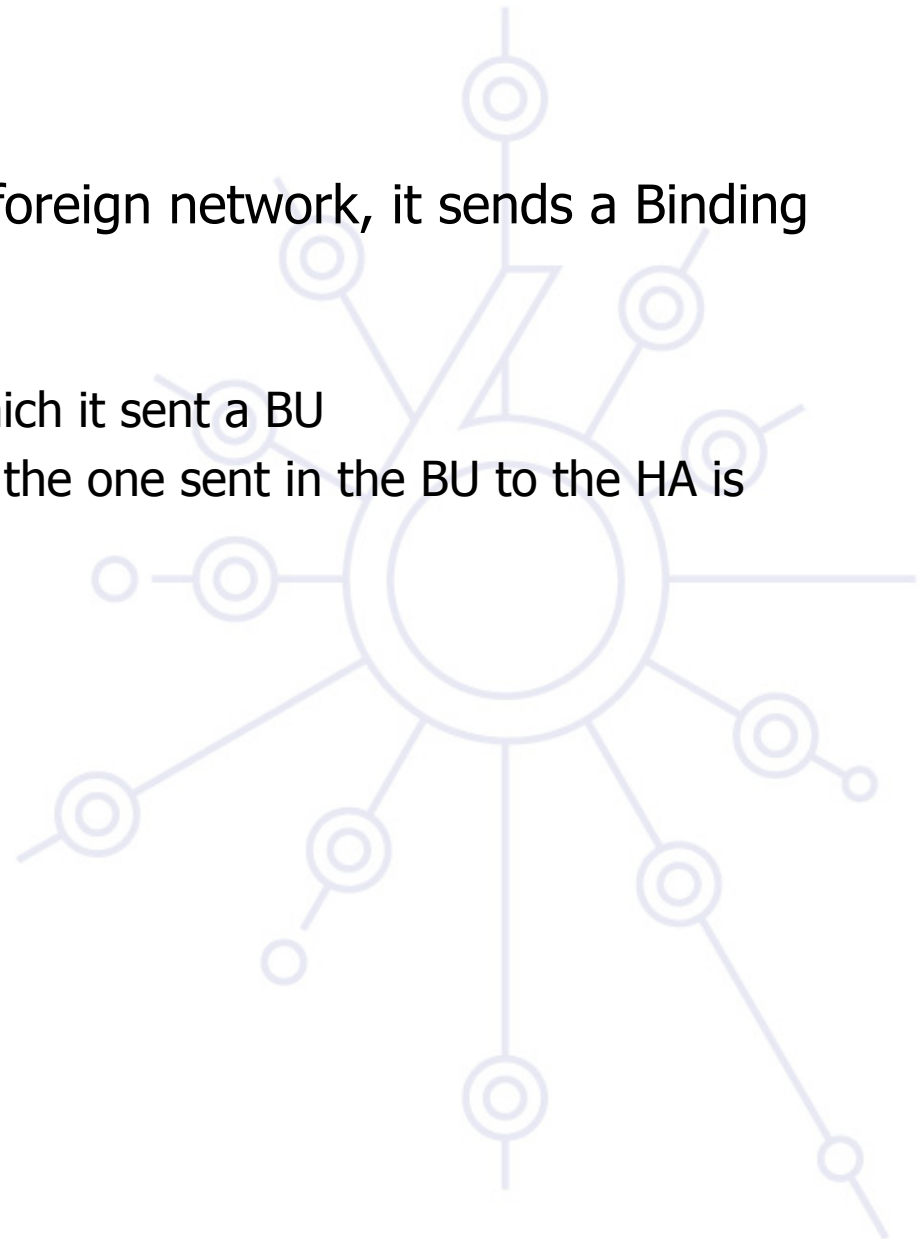 foreign network, it sends a Binding
ich it sent a BU
the one sent in the BU to the HA is